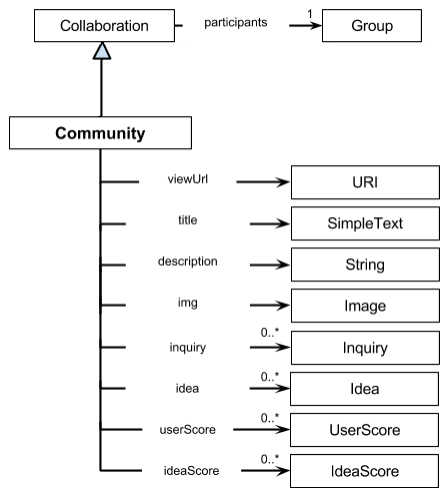 Collaboration participants 1 Group
Community
viewUrl URI
title SimpleText
description String
img Image
inquiry 0..* Inquiry
idea 0..* Idea
userScore 0..* UserScore
ideaScore 0..* IdeaScore